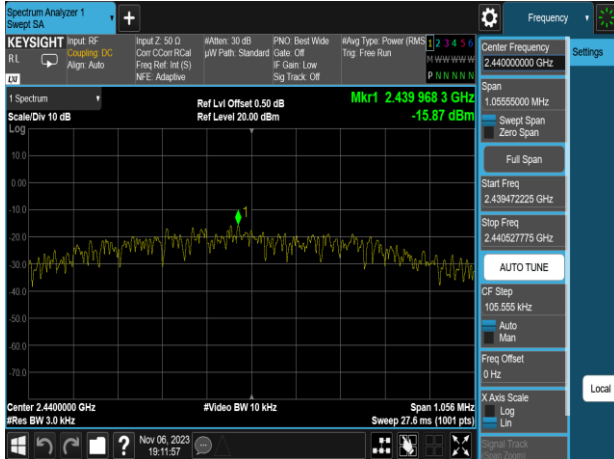 Spectrum Analyzer 1
Swept SA
+
Frequency
KEYSIGHT
RL
LXI
Input: RF
Coupling: DC
Align: Auto
Input Z: 50 Ω
Corr CCorr RCal
Freq Ref: Int (S)
NFE: Adaptive
#Atten: 30 dB
µW Path: Standard
PNO: Best Wide
Gate: Off
IF Gain: Low
Sig Track: Off
#Avg Type: Power (RMS
Trig: Free Run
1 2 3 4 5 6
M WW WW W
P N N N N N
1 Spectrum
Scale/Div 10 dB
Ref Lvl Offset 0.50 dB
Ref Level 20.00 dBm
Mkr1 2.439 968 3 GHz
-15.87 dBm
Log
10.0
0.00
-10.0
-20.0
-30.0
-40.0
-50.0
-60.0
-70.0
1
Center 2.4400000 GHz
#Res BW 3.0 kHz
#Video BW 10 kHz
Span 1.056 MHz
Sweep 27.6 ms (1001 pts)
Center Frequency
2.440000000 GHz
Settings
Span
1.05555000 MHz
Swept Span
Zero Span
Full Span
Start Freq
2.439472225 GHz
Stop Freq
2.440527775 GHz
AUTO TUNE
CF Step
105.555 kHz
Auto
Man
Freq Offset
0 Hz
X Axis Scale
Log
Lin
Signal Track
(Span Zoom)
Local
?
Nov 06, 2023
19:11:57